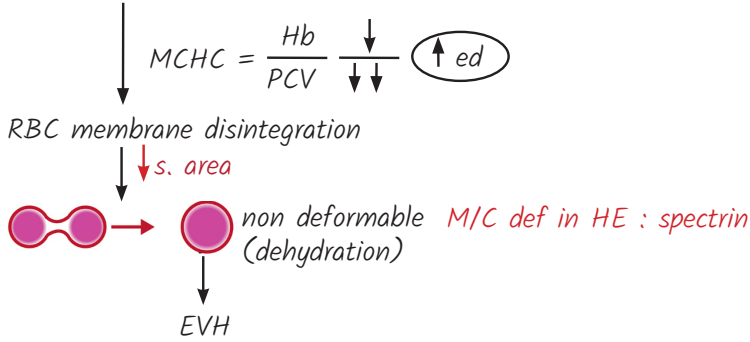 MCHC = Hb / PCV ↓ / ↓↓ ↑ ed
RBC membrane disintegration
↓ s. area
non deformable
(dehydration)
M/C def in HE : spectrin
EVH